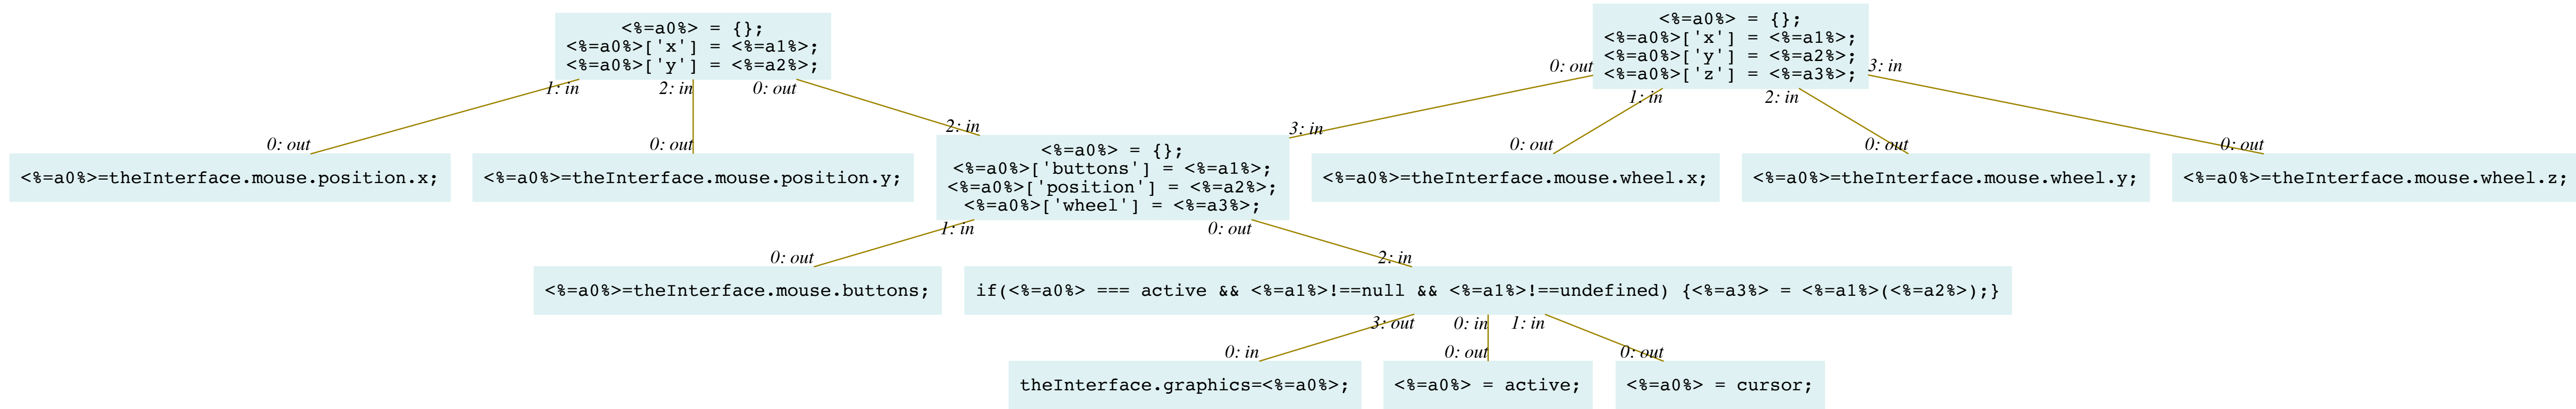 <%=a0%> = {};
<%=a0%>['x'] = <%=a1%>;
<%=a0%>['y'] = <%=a2%>;
<%=a0%> = {};
<%=a0%>['x'] = <%=a1%>;
<%=a0%>['y'] = <%=a2%>;
<%=a0%>['z'] = <%=a3%>;
1: in
2: in
0: out
0: out
1: in
2: in
3: in
0: out
0: out
2: in
3: in
0: out
0: out
0: out
<%=a0%>=theInterface.mouse.position.x;
<%=a0%>=theInterface.mouse.position.y;
<%=a0%> = {};
<%=a0%>['buttons'] = <%=a1%>;
<%=a0%>['position'] = <%=a2%>;
<%=a0%>['wheel'] = <%=a3%>;
<%=a0%>=theInterface.mouse.wheel.x;
<%=a0%>=theInterface.mouse.wheel.y;
<%=a0%>=theInterface.mouse.wheel.z;
1: in
0: out
0: out
2: in
<%=a0%>=theInterface.mouse.buttons;
if(<%=a0%> === active && <%=a1%>!==null && <%=a1%>!==undefined) {<%=a3%> = <%=a1%>(<%=a2%>);}
3: out
0: in
1: in
0: in
0: out
0: out
theInterface.graphics=<%=a0%>;
<%=a0%> = active;
<%=a0%> = cursor;